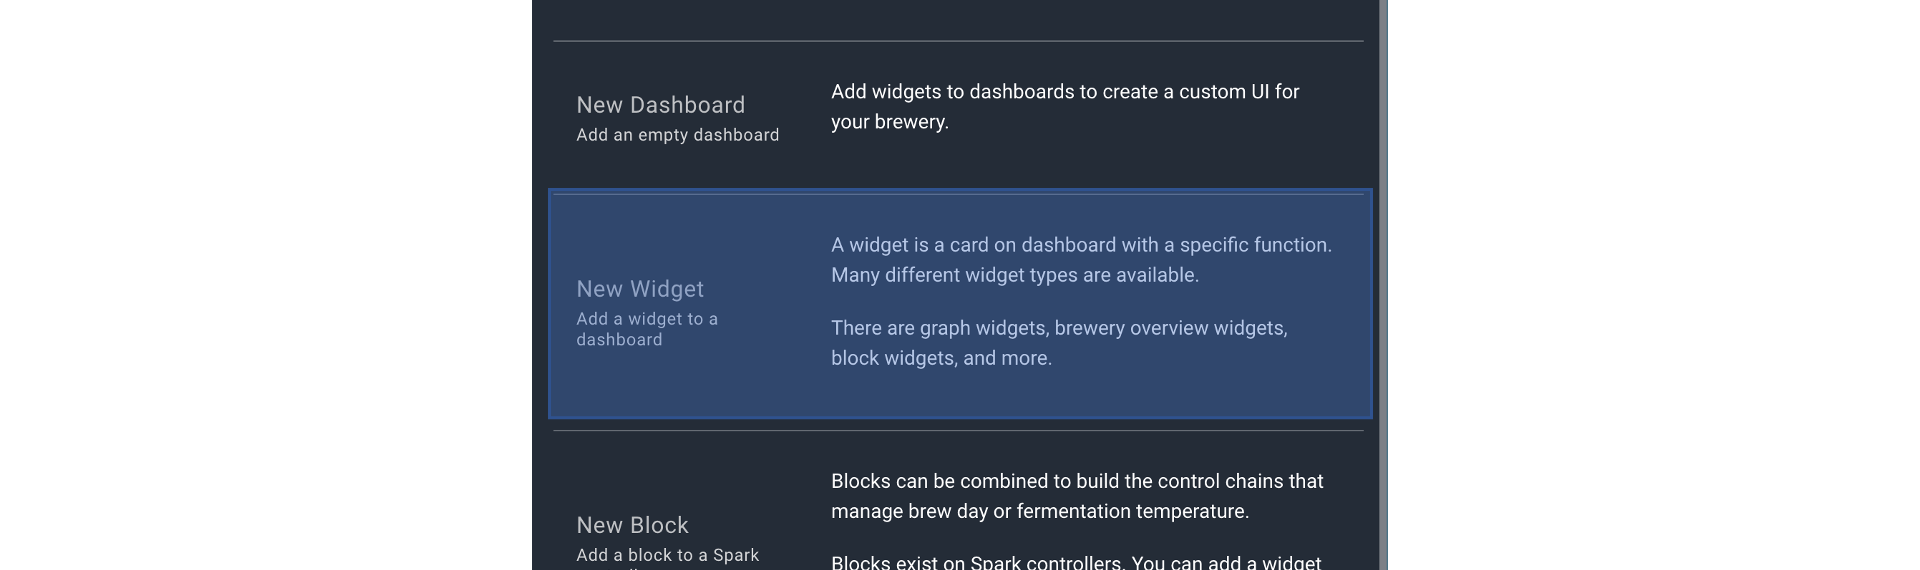 New Dashboard
Add an empty dashboard
Add widgets to dashboards to create a custom UI for
your brewery.
New Widget
Add a widget to a
dashboard
A widget is a card on dashboard with a specific function.
Many different widget types are available.
There are graph widgets, brewery overview widgets,
block widgets, and more.
New Block
Add a block to a Spark
Blocks can be combined to build the control chains that
manage brew day or fermentation temperature.
Blocks exist on Spark controllers. You can add a widget